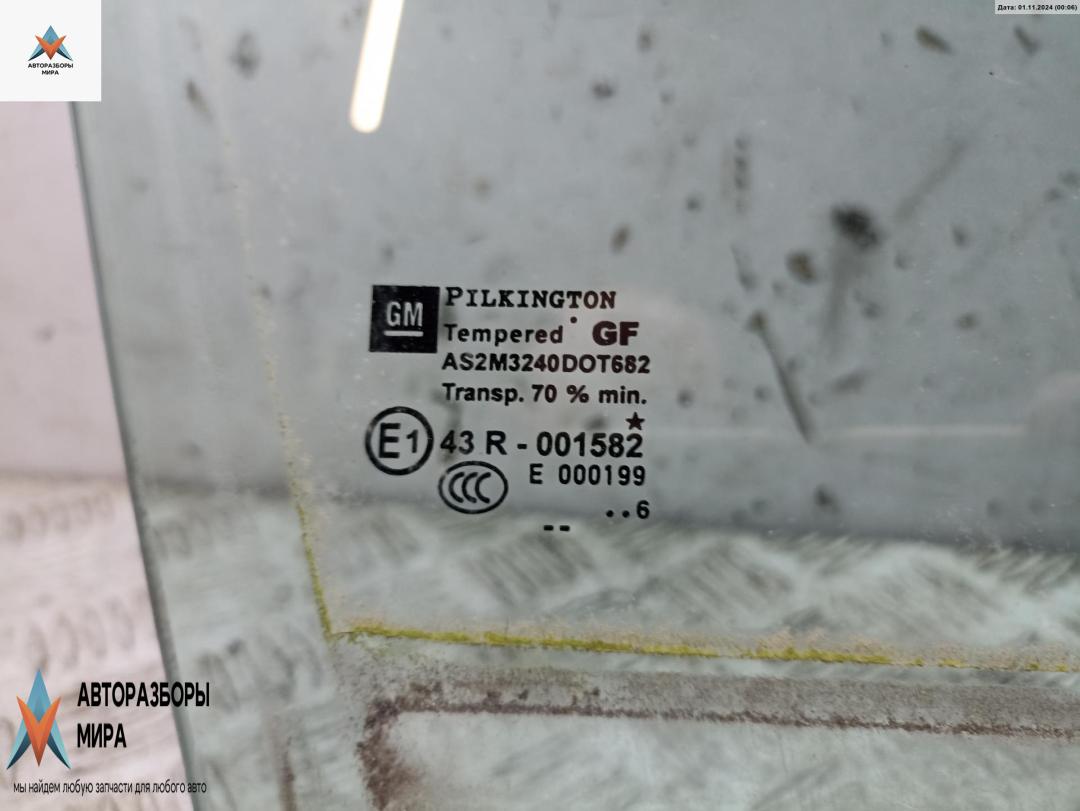 Дата: 01.11.2024 (00:06)
АВТОРАЗБОРЫ
МИРА
GM
PILKINGTON
Tempered GF
AS2M3240DOT682
Transp. 70 % min.
E1 43 R - 001582
CCC E 000199
..6
--
АВТОРАЗБОРЫ
МИРА
мы найдем любую запчасти для любого авто